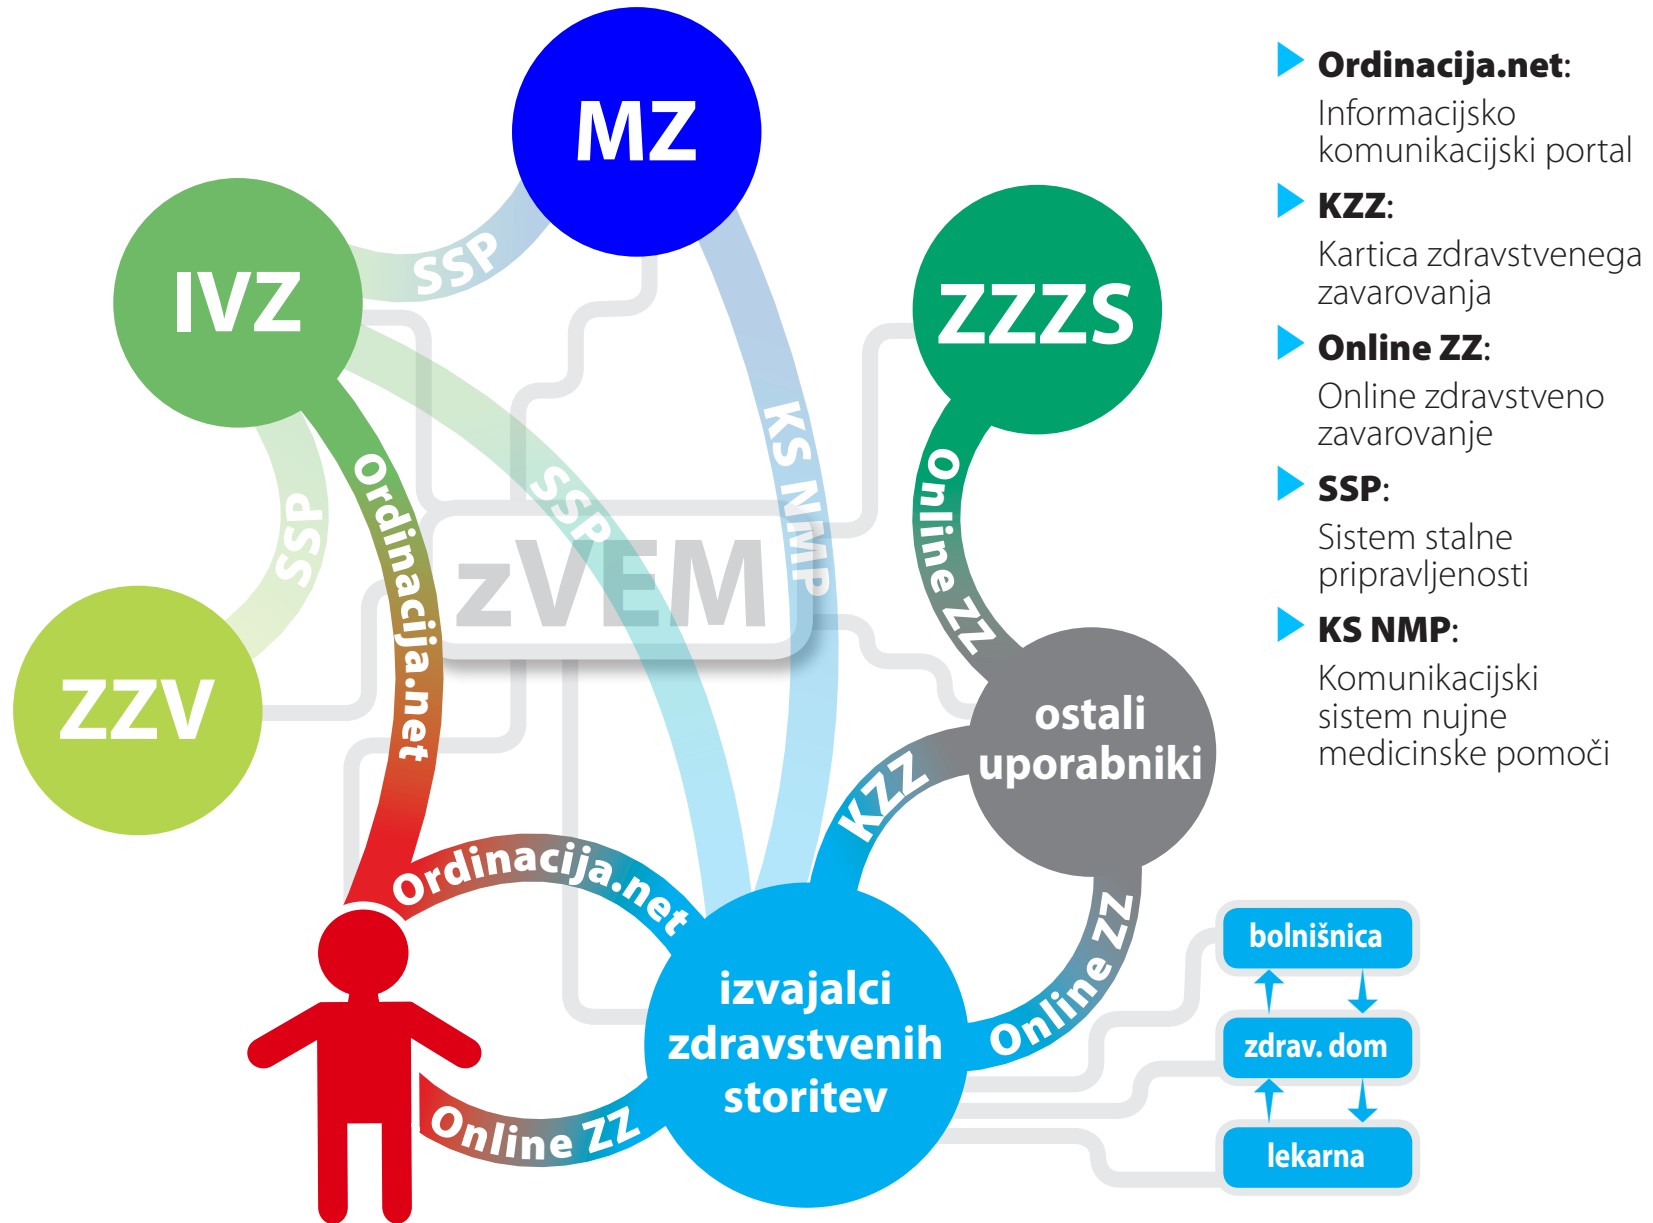 MZ
IVZ
ZZZS
ZZV
SSP
SSP
SSP
KS NMP
Ordinacija.net
Online ZZ
zVEM
ostali
uporabniki
KZZ
Ordinacija.net
Online ZZ
Online ZZ
izvajalci
zdravstvenih
storitev
bolnišnica
zdrav. dom
lekarna
Ordinacija.net:
Informacijsko
komunikacijski portal
KZZ:
Kartica zdravstvenega
zavarovanja
Online ZZ:
Online zdravstveno
zavarovanje
SSP:
Sistem stalne
pripravljenosti
KS NMP:
Komunikacijski
sistem nujne
medicinske pomoči